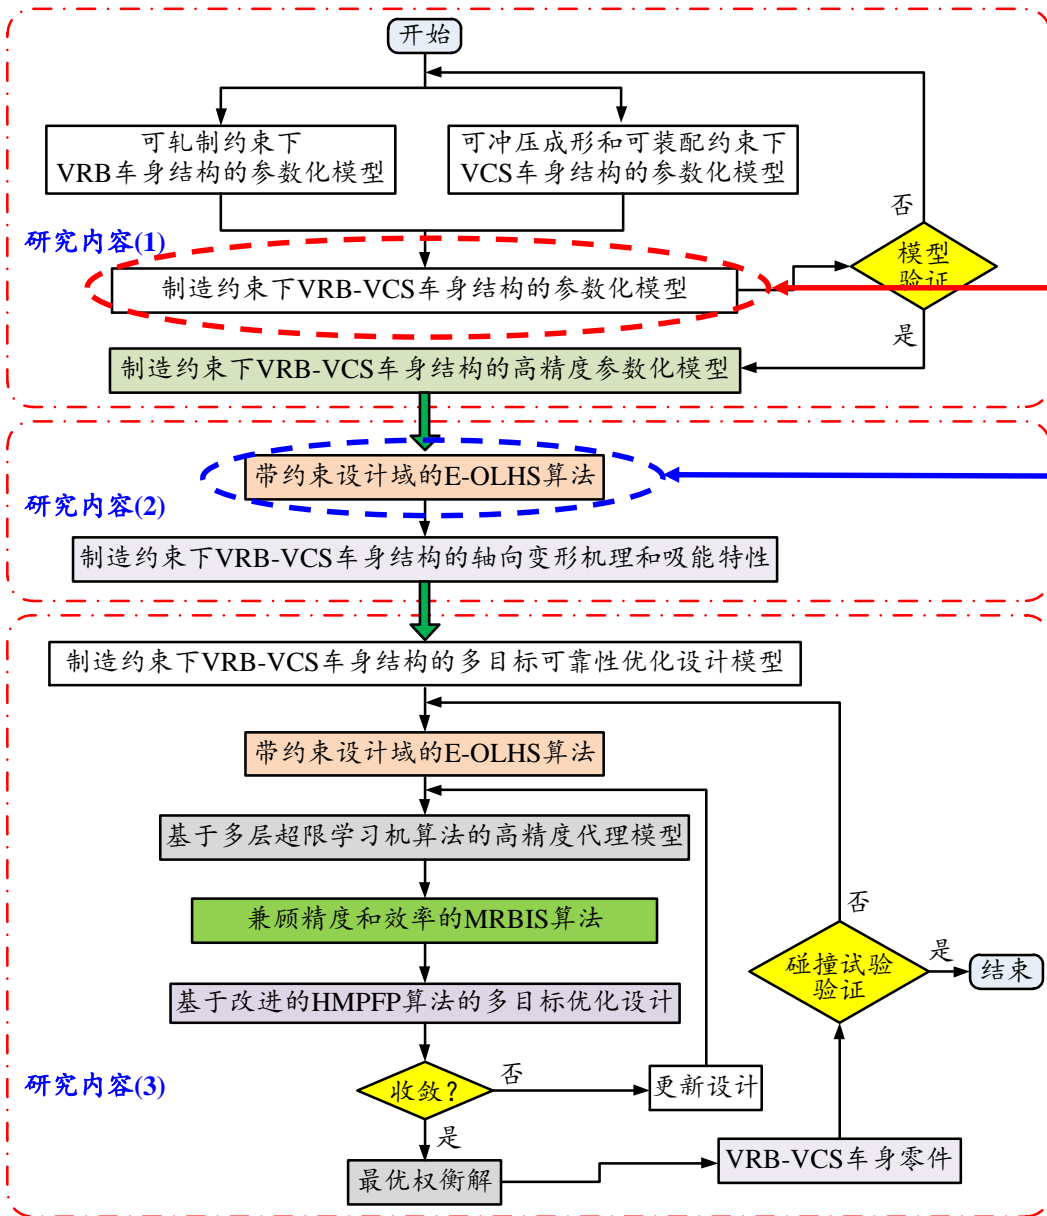 开始
可轧制约束下
VRB车身结构的参数化模型
可冲压成形和可装配约束下
VCS车身结构的参数化模型
否
研究内容(1)
模型
验证
制造约束下VRB-VCS车身结构的参数化模型
是
制造约束下VRB-VCS车身结构的高精度参数化模型
带约束设计域的E-OLHS算法
研究内容(2)
制造约束下VRB-VCS车身结构的轴向变形机理和吸能特性
制造约束下VRB-VCS车身结构的多目标可靠性优化设计模型
带约束设计域的E-OLHS算法
基于多层超限学习机算法的高精度代理模型
兼顾精度和效率的MRBIS算法
否
碰撞试验
验证
是
结束
基于改进的HMPFP算法的多目标优化设计
研究内容(3)
收敛?
否
更新设计
是
最优权衡解
VRB-VCS车身零件